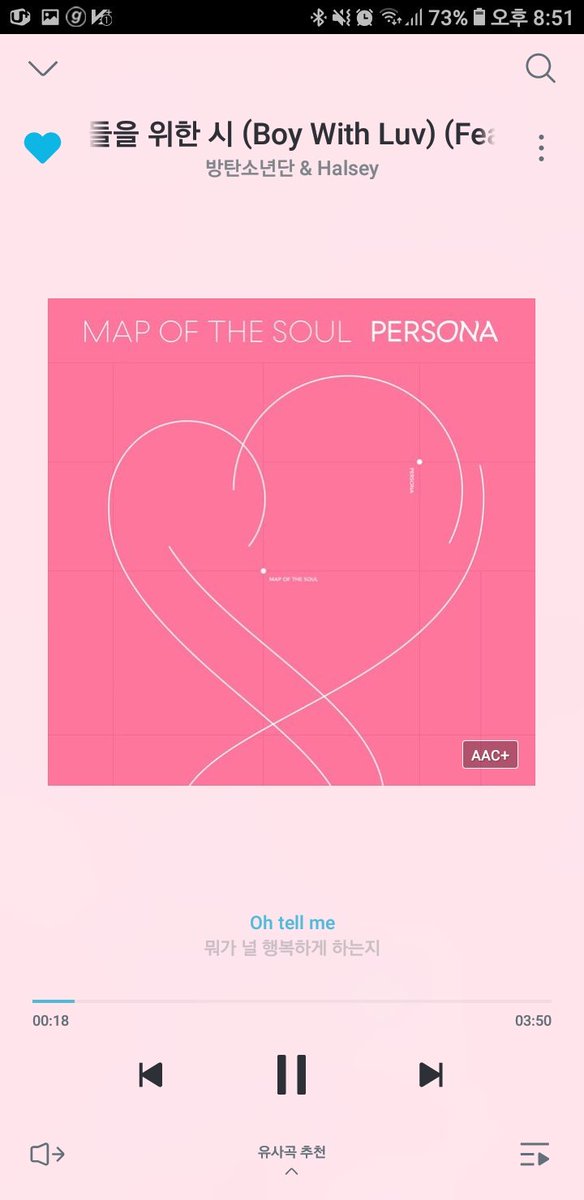 73% 오후 8:51
들을 위한 시 (Boy With Luv) (Fea
방탄소년단 & Halsey
MAP OF THE SOUL PERSONA
PERSONA
MAP OF THE SOUL
AAC+
Oh tell me
뭐가 널 행복하게 하는지
00:18
03:50
유사곡 추천